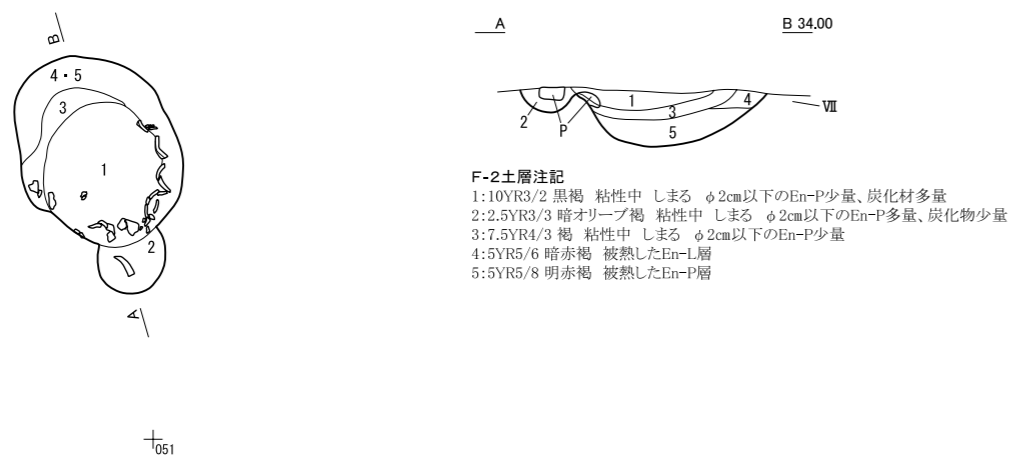 B
4・5
3
1
2
A
051
A
B 34.00
1
2
P
3
4
5
Ⅶ
F-2土層注記
1:10YR3/2 黒褐 粘性中 しまる φ2cm以下のEn-P少量、炭化材多量
2:2.5YR3/3 暗オリーブ褐 粘性中 しまる φ2cm以下のEn-P多量、炭化物少量
3:7.5YR4/3 褐 粘性中 しまる φ2cm以下のEn-P少量
4:5YR5/6 暗赤褐 被熱したEn-L層
5:5YR5/8 明赤褐 被熱したEn-P層